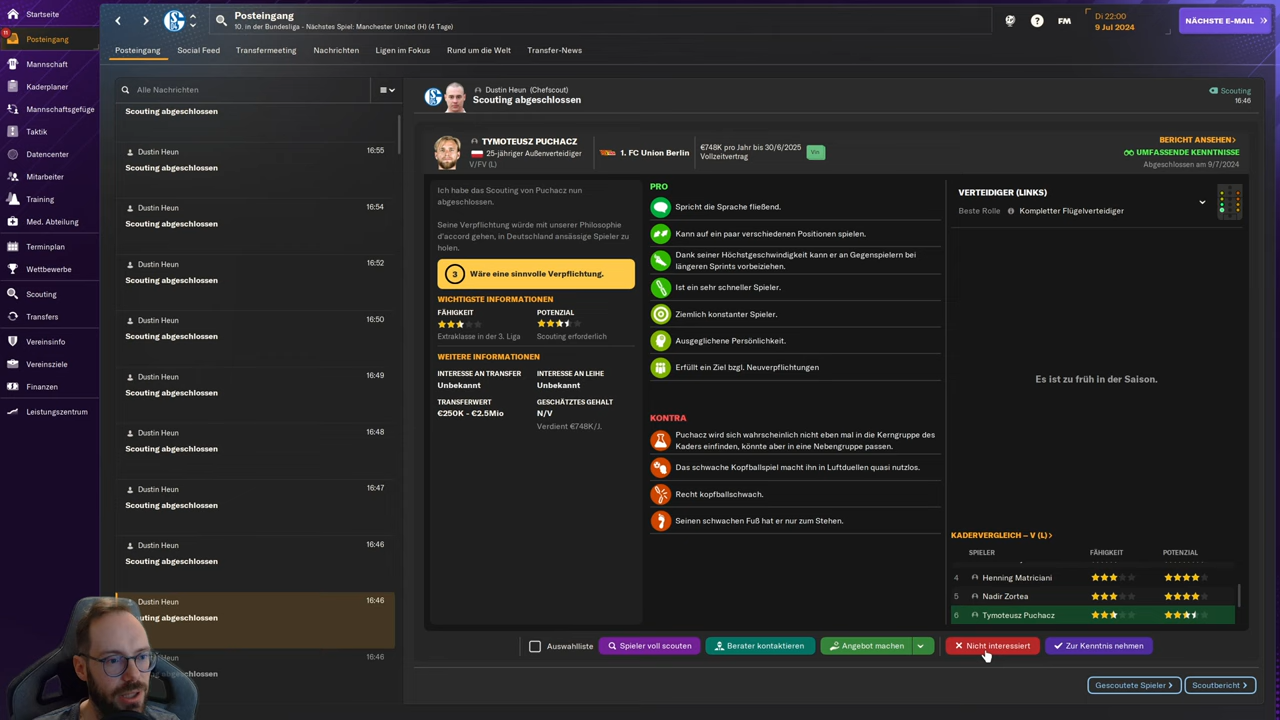 Startseite
11
Posteingang
Mannschaft
Kaderplaner
Mannschaftsgefüge
Taktik
Datencenter
Mitarbeiter
Training
Med. Abteilung
Terminplan
Wettbewerbe
Scouting
Transfers
Vereinsinfo
Vereinsziele
Finanzen
Leistungszentrum
Posteingang
10. in der Bundesliga - Nächstes Spiel: Manchester United (H) (4 Tage)
? FM
Di 22:00
9 Jul 2024
NÄCHSTE E-MAIL
Posteingang Social Feed Transfermeeting Nachrichten Ligen im Fokus Rund um die Welt Transfer-News
Alle Nachrichten
Scouting abgeschlossen
Dustin Heun 16:55
Scouting abgeschlossen
Dustin Heun 16:54
Scouting abgeschlossen
Dustin Heun 16:52
Scouting abgeschlossen
Dustin Heun 16:50
Scouting abgeschlossen
Dustin Heun 16:49
Scouting abgeschlossen
Dustin Heun 16:48
Scouting abgeschlossen
Dustin Heun 16:47
Scouting abgeschlossen
Dustin Heun 16:46
Scouting abgeschlossen
Dustin Heun 16:46
abgeschlossen
Heun 16:46
abgeschlossen
Dustin Heun (Chefscout)
Scouting abgeschlossen
Scouting
16:46
TYMOTEUSZ PUCHACZ
25-jähriger Außenverteidiger
V/FV (L)
1. FC Union Berlin
€748K pro Jahr bis 30/6/2025
Vollzeitvertrag
Vin
BERICHT ANSEHEN>
UMFASSENDE KENNTNISSE
Abgeschlossen am 9/7/2024
Ich habe das Scouting von Puchacz nun
abgeschlossen.
Seine Verpflichtung würde mit unserer Philosophie
d'accord gehen, in Deutschland ansässige Spieler zu
holen.
3 Wäre eine sinnvolle Verpflichtung.
WICHTIGSTE INFORMATIONEN
FÄHIGKEIT POTENZIAL
Extraklasse in der 3. Liga Scouting erforderlich
WEITERE INFORMATIONEN
INTERESSE AN TRANSFER INTERESSE AN LEIHE
Unbekannt Unbekannt
TRANSFERWERT GESCHÄTZTES GEHALT
€250K - €2.5Mio N/V
Verdient €748K/J.
PRO
Spricht die Sprache fließend.
Kann auf ein paar verschiedenen Positionen spielen.
Dank seiner Höchstgeschwindigkeit kann er an Gegenspielern bei
längeren Sprints vorbeiziehen.
Ist ein sehr schneller Spieler.
Ziemlich konstanter Spieler.
Ausgeglichene Persönlichkeit.
Erfüllt ein Ziel bzgl. Neuverpflichtungen
KONTRA
Puchacz wird sich wahrscheinlich nicht eben mal in die Kerngruppe des
Kaders einfinden, könnte aber in eine Nebengruppe passen.
Das schwache Kopfballspiel macht ihn in Luftduellen quasi nutzlos.
Recht kopfballschwach.
Seinen schwachen Fuß hat er nur zum Stehen.
VERTEIDIGER (LINKS)
Beste Rolle Kompletter Flügelverteidiger
Es ist zu früh in der Saison.
KADERVERGLEICH – V (L)>
SPIELER FÄHIGKEIT POTENZIAL
4 Henning Matriciani
5 Nadir Zortea
6 Tymoteusz Puchacz
Auswahlliste Spieler voll scouten Berater kontaktieren Angebot machen Nicht interessiert Zur Kenntnis nehmen
Gescoutete Spieler > Scoutbericht >